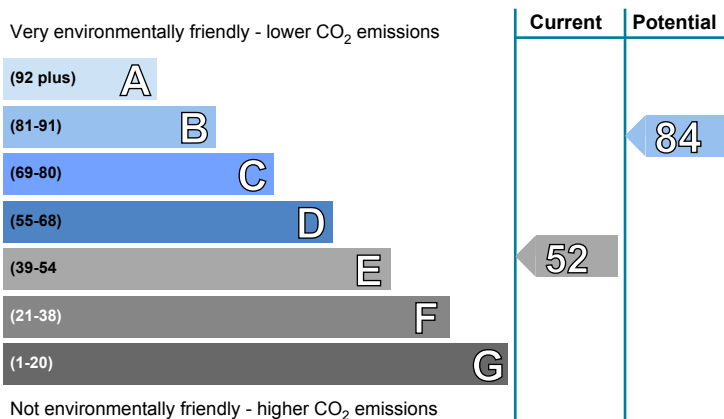 Current Potential
Very environmentally friendly - lower CO₂ emissions
(92 plus) A
(81-91) B
84
(69-80) C
(55-68) D
(39-54 E
52
(21-38) F
(1-20) G
Not environmentally friendly - higher CO₂ emissions